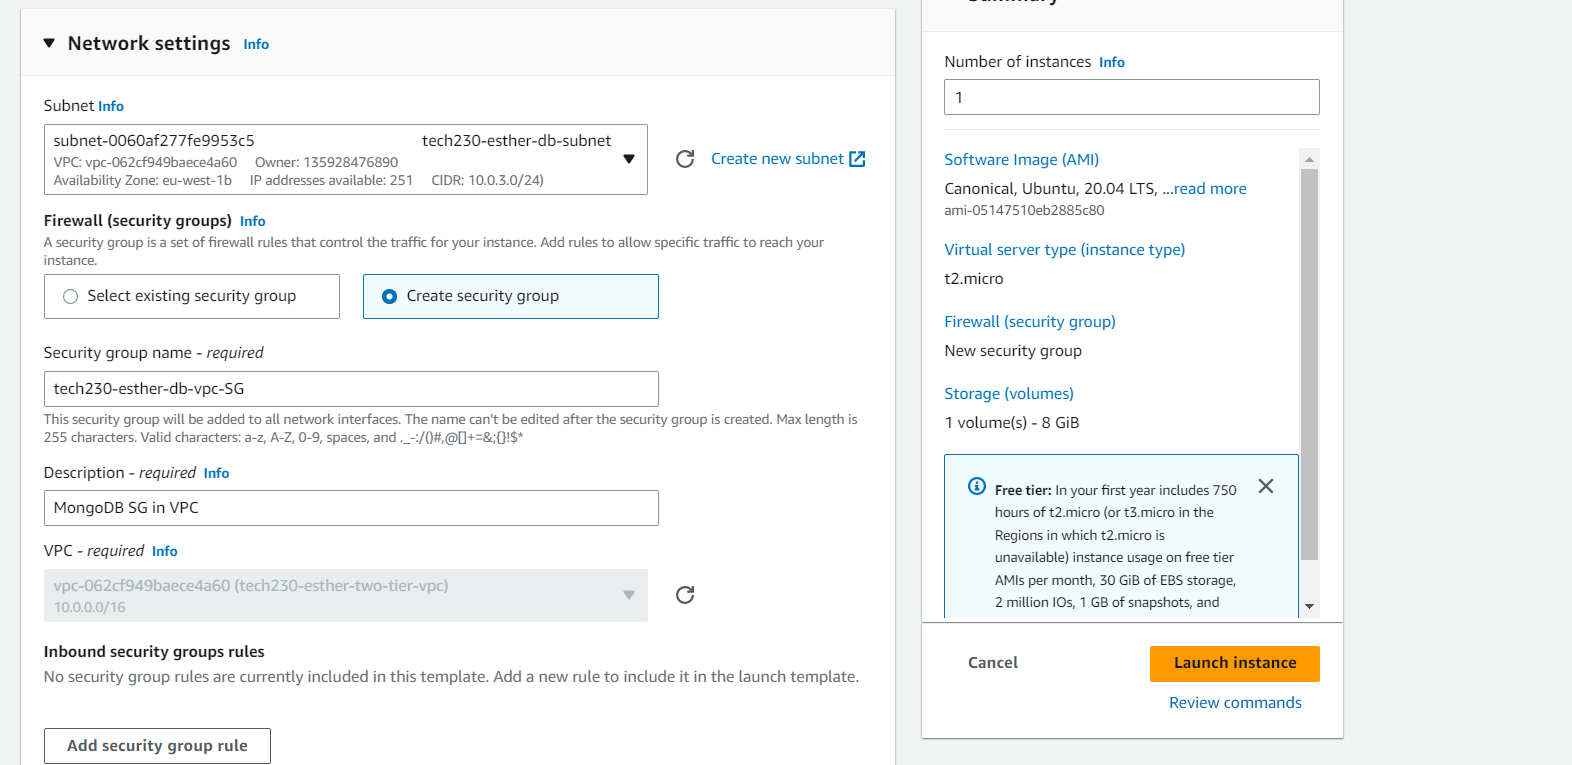 Network settings Info
Subnet Info
subnet-0060af277fe9953c5 tech230-esther-db-subnet
VPC: vpc-062cf949baece4a60 Owner: 135928476890
Availability Zone: eu-west-1b IP addresses available: 251 CIDR: 10.0.3.0/24)
Create new subnet
Firewall (security groups) Info
A security group is a set of firewall rules that control the traffic for your instance. Add rules to allow specific traffic to reach your
instance.
Select existing security group
Create security group
Security group name - required
tech230-esther-db-vpc-SG
This security group will be added to all network interfaces. The name can't be edited after the security group is created. Max length is
255 characters. Valid characters: a-z, A-Z, 0-9, spaces, and ._-:/()#,@[]+=&;{}!$*
Description - required Info
MongoDB SG in VPC
VPC - required Info
vpc-062cf949baece4a60 (tech230-esther-two-tier-vpc)
10.0.0.0/16
Inbound security groups rules
No security group rules are currently included in this template. Add a new rule to include it in the launch template.
Add security group rule
Summary
Number of instances Info
1
Software Image (AMI)
Canonical, Ubuntu, 20.04 LTS, ...read more
ami-05147510eb2885c80
Virtual server type (instance type)
t2.micro
Firewall (security group)
New security group
Storage (volumes)
1 volume(s) - 8 GiB
Free tier: In your first year includes 750
hours of t2.micro (or t3.micro in the
Regions in which t2.micro is
unavailable) instance usage on free tier
AMIs per month, 30 GiB of EBS storage,
2 million IOs, 1 GB of snapshots, and
Cancel
Launch instance
Review commands